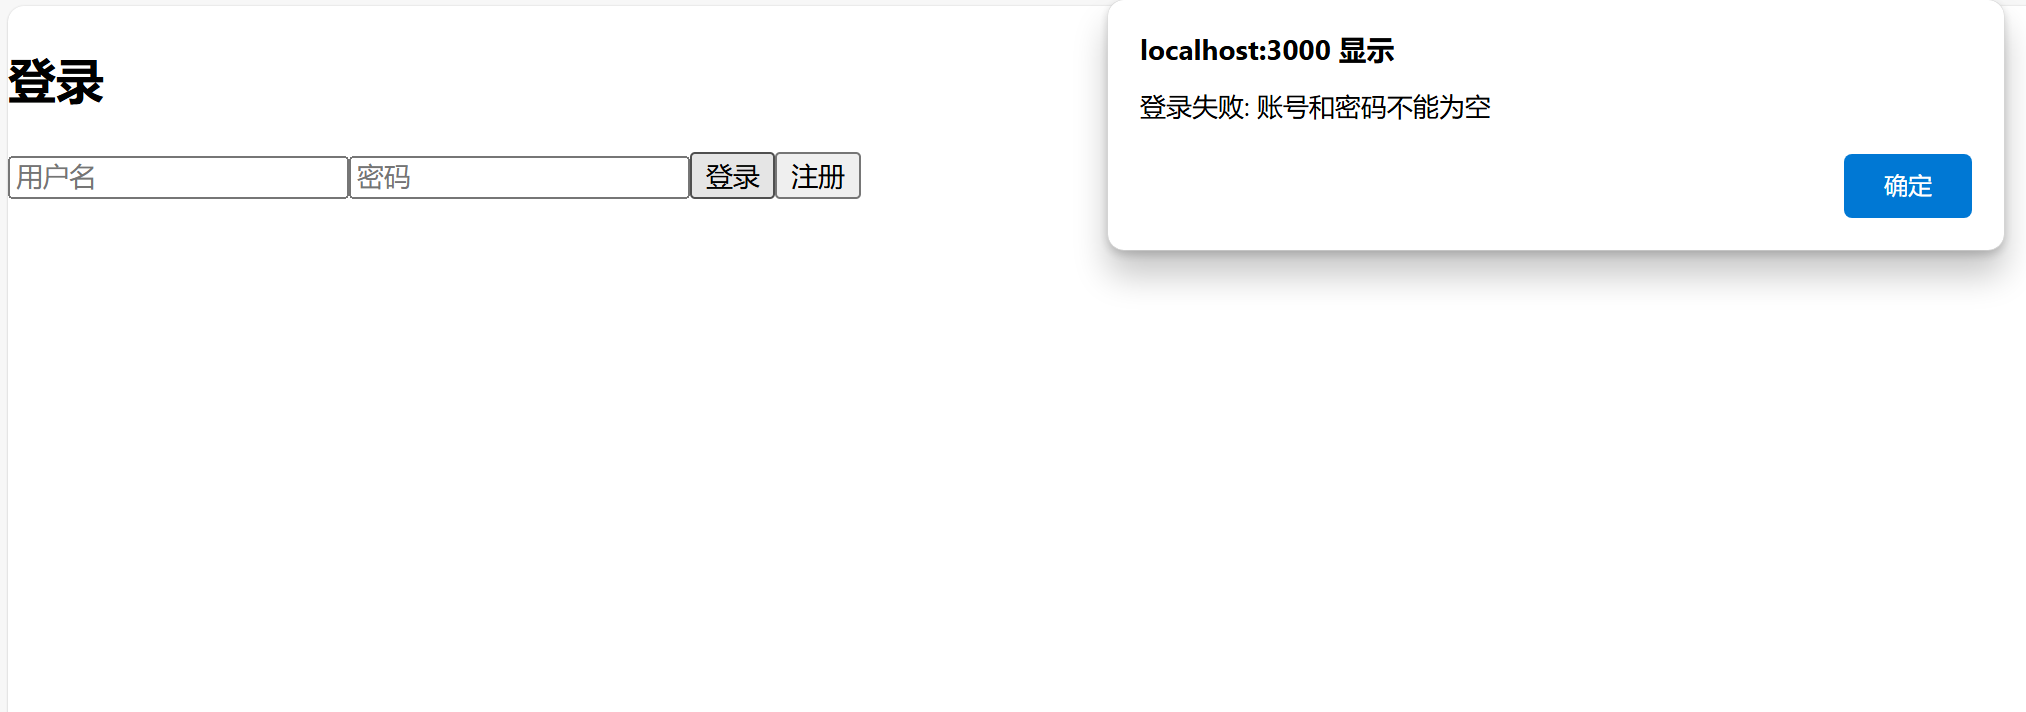 登录
用户名 密码 登录 注册
localhost:3000 显示
登录失败: 账号和密码不能为空
确定